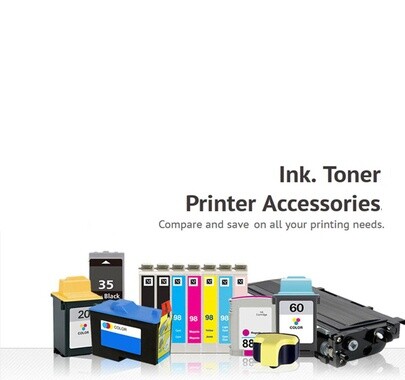 Ink. Toner
Printer Accessories.
Compare and save on all your printing needs.
35
Black
20
COLOR
COLOR
98
98
98
98
88
60
COLOR